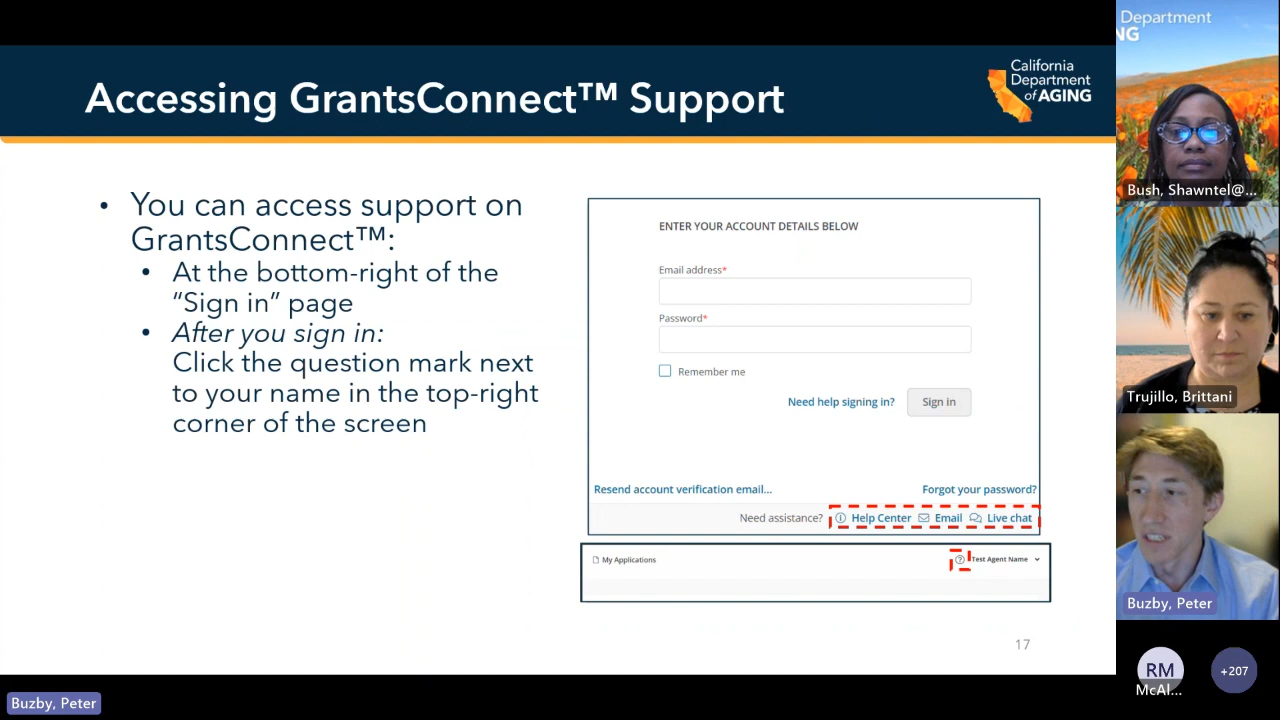 Accessing GrantsConnect™ Support
California
Department
of AGING
• You can access support on
GrantsConnect™:
• At the bottom-right of the
“Sign in” page
• After you sign in:
Click the question mark next
to your name in the top-right
corner of the screen
ENTER YOUR ACCOUNT DETAILS BELOW
Email address*
Password*
Remember me
Need help signing in?
Sign in
Resend account verification email...
Forgot your password?
Need assistance? Help Center Email Live chat
My Applications
? Test Agent Name
17
Department
NG
Bush, Shawntel@...
Trujillo, Brittani
Buzby, Peter
RM
McAl...
+207
Buzby, Peter